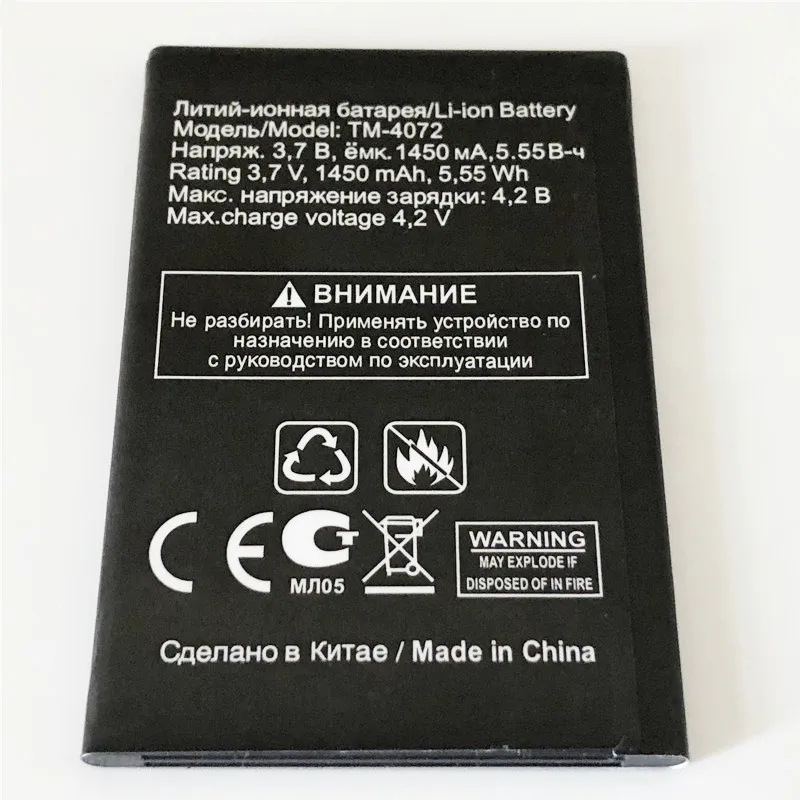 Литий-ионная батарея/Li-ion Battery
Модель/Model: TM-4072
Напряж. 3,7 В, ёмк.1450 мА,5.55В-ч
Rating 3,7 V, 1450 mAh, 5,55 Wh
Макс. напряжение зарядки: 4,2 В
Max.charge voltage 4,2 V
ВНИМАНИЕ
Не разбирать! Применять устройство по
назначению в соответствии
с руководством по эксплуатации
CE
МЛ05
WARNING
MAY EXPLODE IF
DISPOSED OF IN FIRE
Сделано в Китае / Made in China